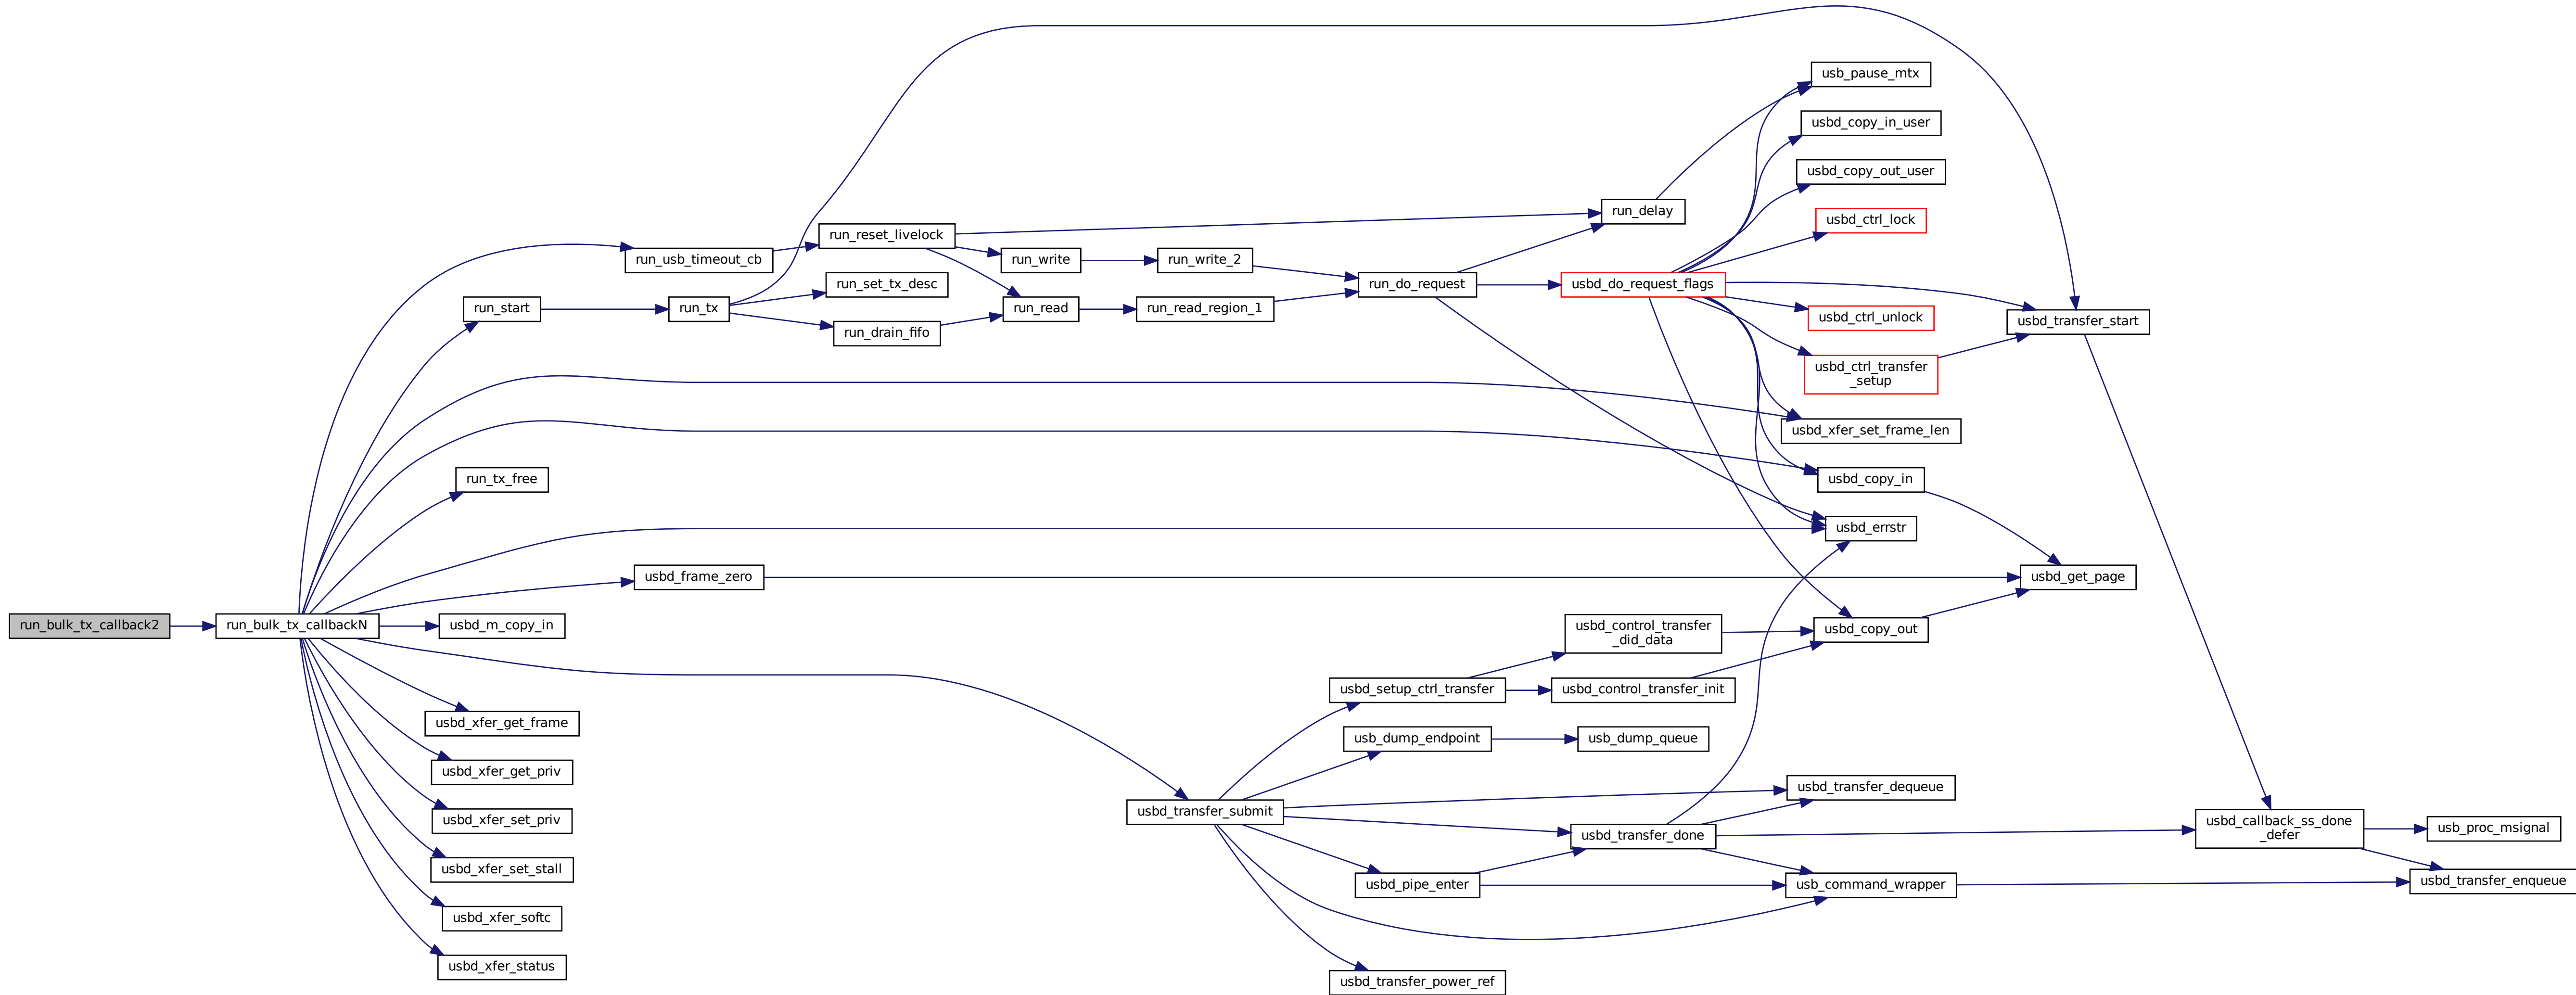 run_bulk_tx_callback2
run_bulk_tx_callbackN
run_usb_timeout_cb
run_start
run_tx_free
usbd_frame_zero
usbd_m_copy_in
usbd_xfer_get_frame
usbd_xfer_get_priv
usbd_xfer_set_priv
usbd_xfer_set_stall
usbd_xfer_softc
usbd_xfer_status
run_tx
run_reset_livelock
run_set_tx_desc
run_drain_fifo
run_write
run_read
run_write_2
run_read_region_1
run_do_request
run_delay
usbd_do_request_flags
usb_pause_mtx
usbd_copy_in_user
usbd_copy_out_user
usbd_ctrl_lock
usbd_ctrl_unlock
usbd_ctrl_transfer
_setup
usbd_xfer_set_frame_len
usbd_copy_in
usbd_errstr
usbd_copy_out
usbd_transfer_start
usbd_get_page
usbd_transfer_submit
usbd_setup_ctrl_transfer
usb_dump_endpoint
usbd_pipe_enter
usbd_transfer_power_ref
usbd_control_transfer
_did_data
usbd_control_transfer_init
usb_dump_queue
usbd_transfer_done
usbd_transfer_dequeue
usb_command_wrapper
usbd_callback_ss_done
_defer
usb_proc_msignal
usbd_transfer_enqueue